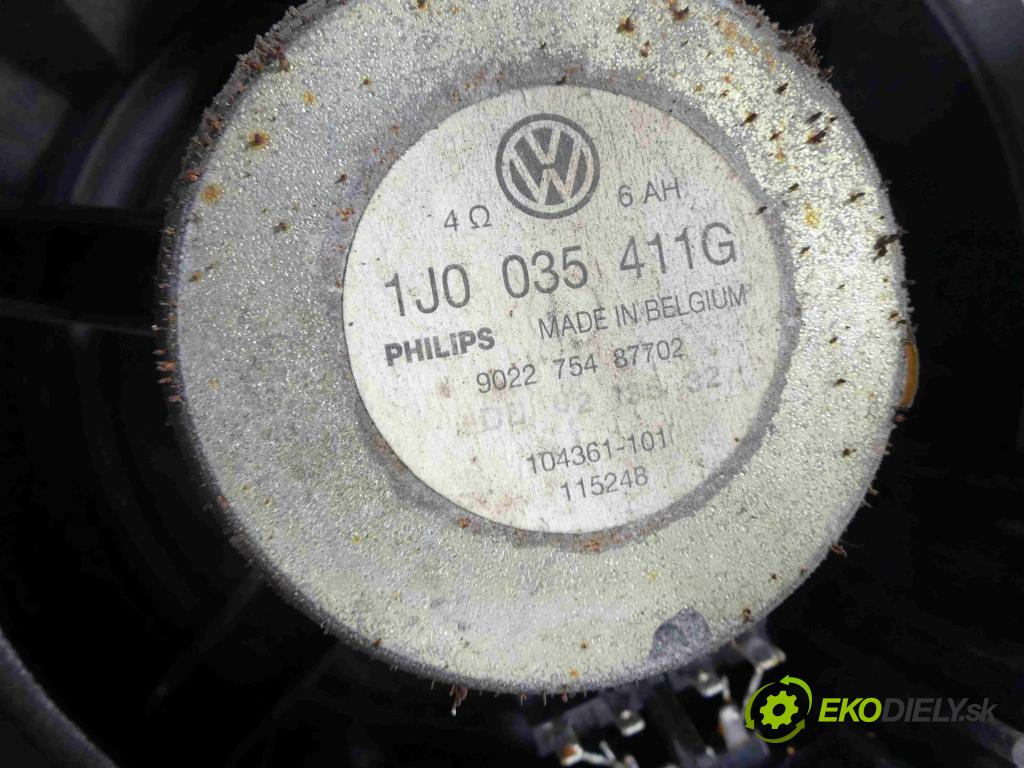 4 Ω 6 AH
1J0 035 411G
PHILIPS MADE IN BELGIUM
9022 754 87702
104361-101
115248
EKODIELY.sk